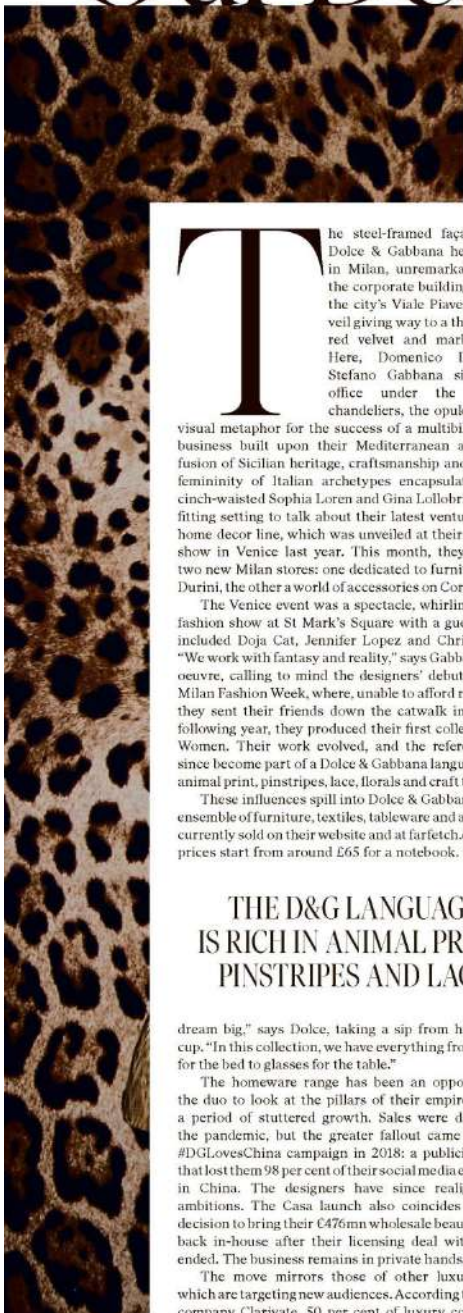 The steel-framed faça
Dolce & Gabbana he
in Milan, unremarka
the corporate building
the city's Viale Piave
veil giving way to a th
red velvet and marl
Here, Domenico D
Stefano Gabbana si
office under the
chandeliers, the opule
visual metaphor for the success of a multibi
business built upon their Mediterranean a
fusion of Sicilian heritage, craftsmanship and
femininity of Italian archetypes encapsulat
cinch-waisted Sophia Loren and Gina Lollobr
fitting setting to talk about their latest ventu
home decor line, which was unveiled at their
show in Venice last year. This month, they
two new Milan stores: one dedicated to furnit
Durini, the other a world of accessories on Cor
The Venice event was a spectacle, whirlin
fashion show at St Mark's Square with a gue
included Doja Cat, Jennifer Lopez and Chri
"We work with fantasy and reality," says Gabba
oeuvre, calling to mind the designers' debut
Milan Fashion Week, where, unable to afford m
they sent their friends down the catwalk in
following year, they produced their first colle
Women. Their work evolved, and the refere
since become part of a Dolce & Gabbana langu
animal print, pinstripes, lace, florals and craft t
These influences spill into Dolce & Gabbar
ensemble of furniture, textiles, tableware and a
currently sold on their website and at farfetch.
prices start from around £65 for a notebook.
THE D&G LANGUAG
IS RICH IN ANIMAL PR
PINSTRIPES AND LAC
dream big," says Dolce, taking a sip from h
cup. "In this collection, we have everything fro
for the bed to glasses for the table."
The homeware range has been an oppo
the duo to look at the pillars of their empire
a period of stuttered growth. Sales were d
the pandemic, but the greater fallout came
#DGLovesChina campaign in 2018: a publici
that lost them 98 per cent of their social media e
in China. The designers have since reali
ambitions. The Casa launch also coincides
decision to bring their €476mn wholesale beau
back in-house after their licensing deal wit
ended. The business remains in private hands
The move mirrors those of other luxu
which are targeting new audiences. According t
company Clarivate, 50 per cent of luxury co